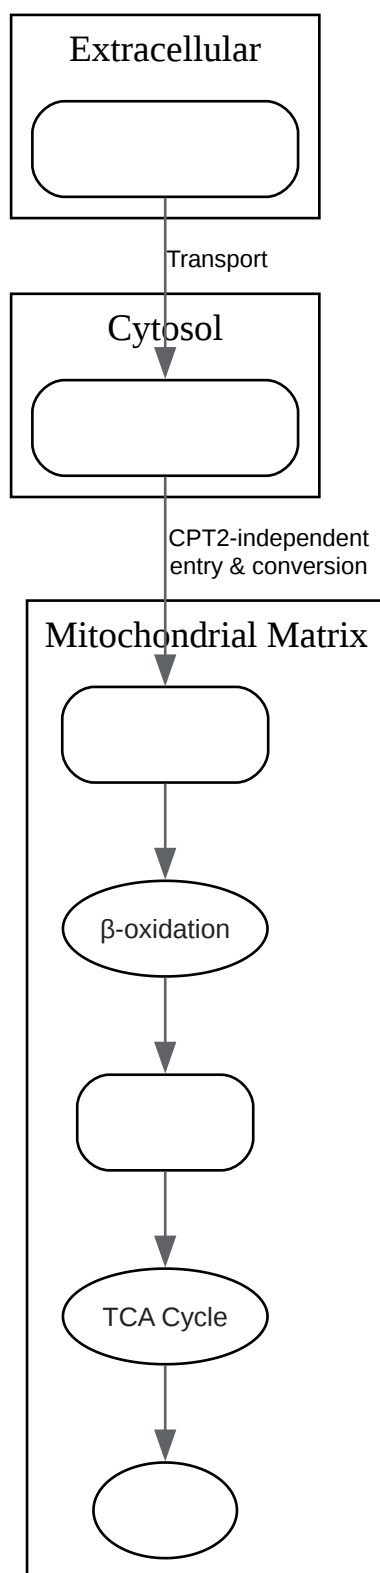 Extracellular
Transport
Cytosol
CPT2-independent
entry & conversion
Mitochondrial Matrix
β-oxidation
TCA Cycle